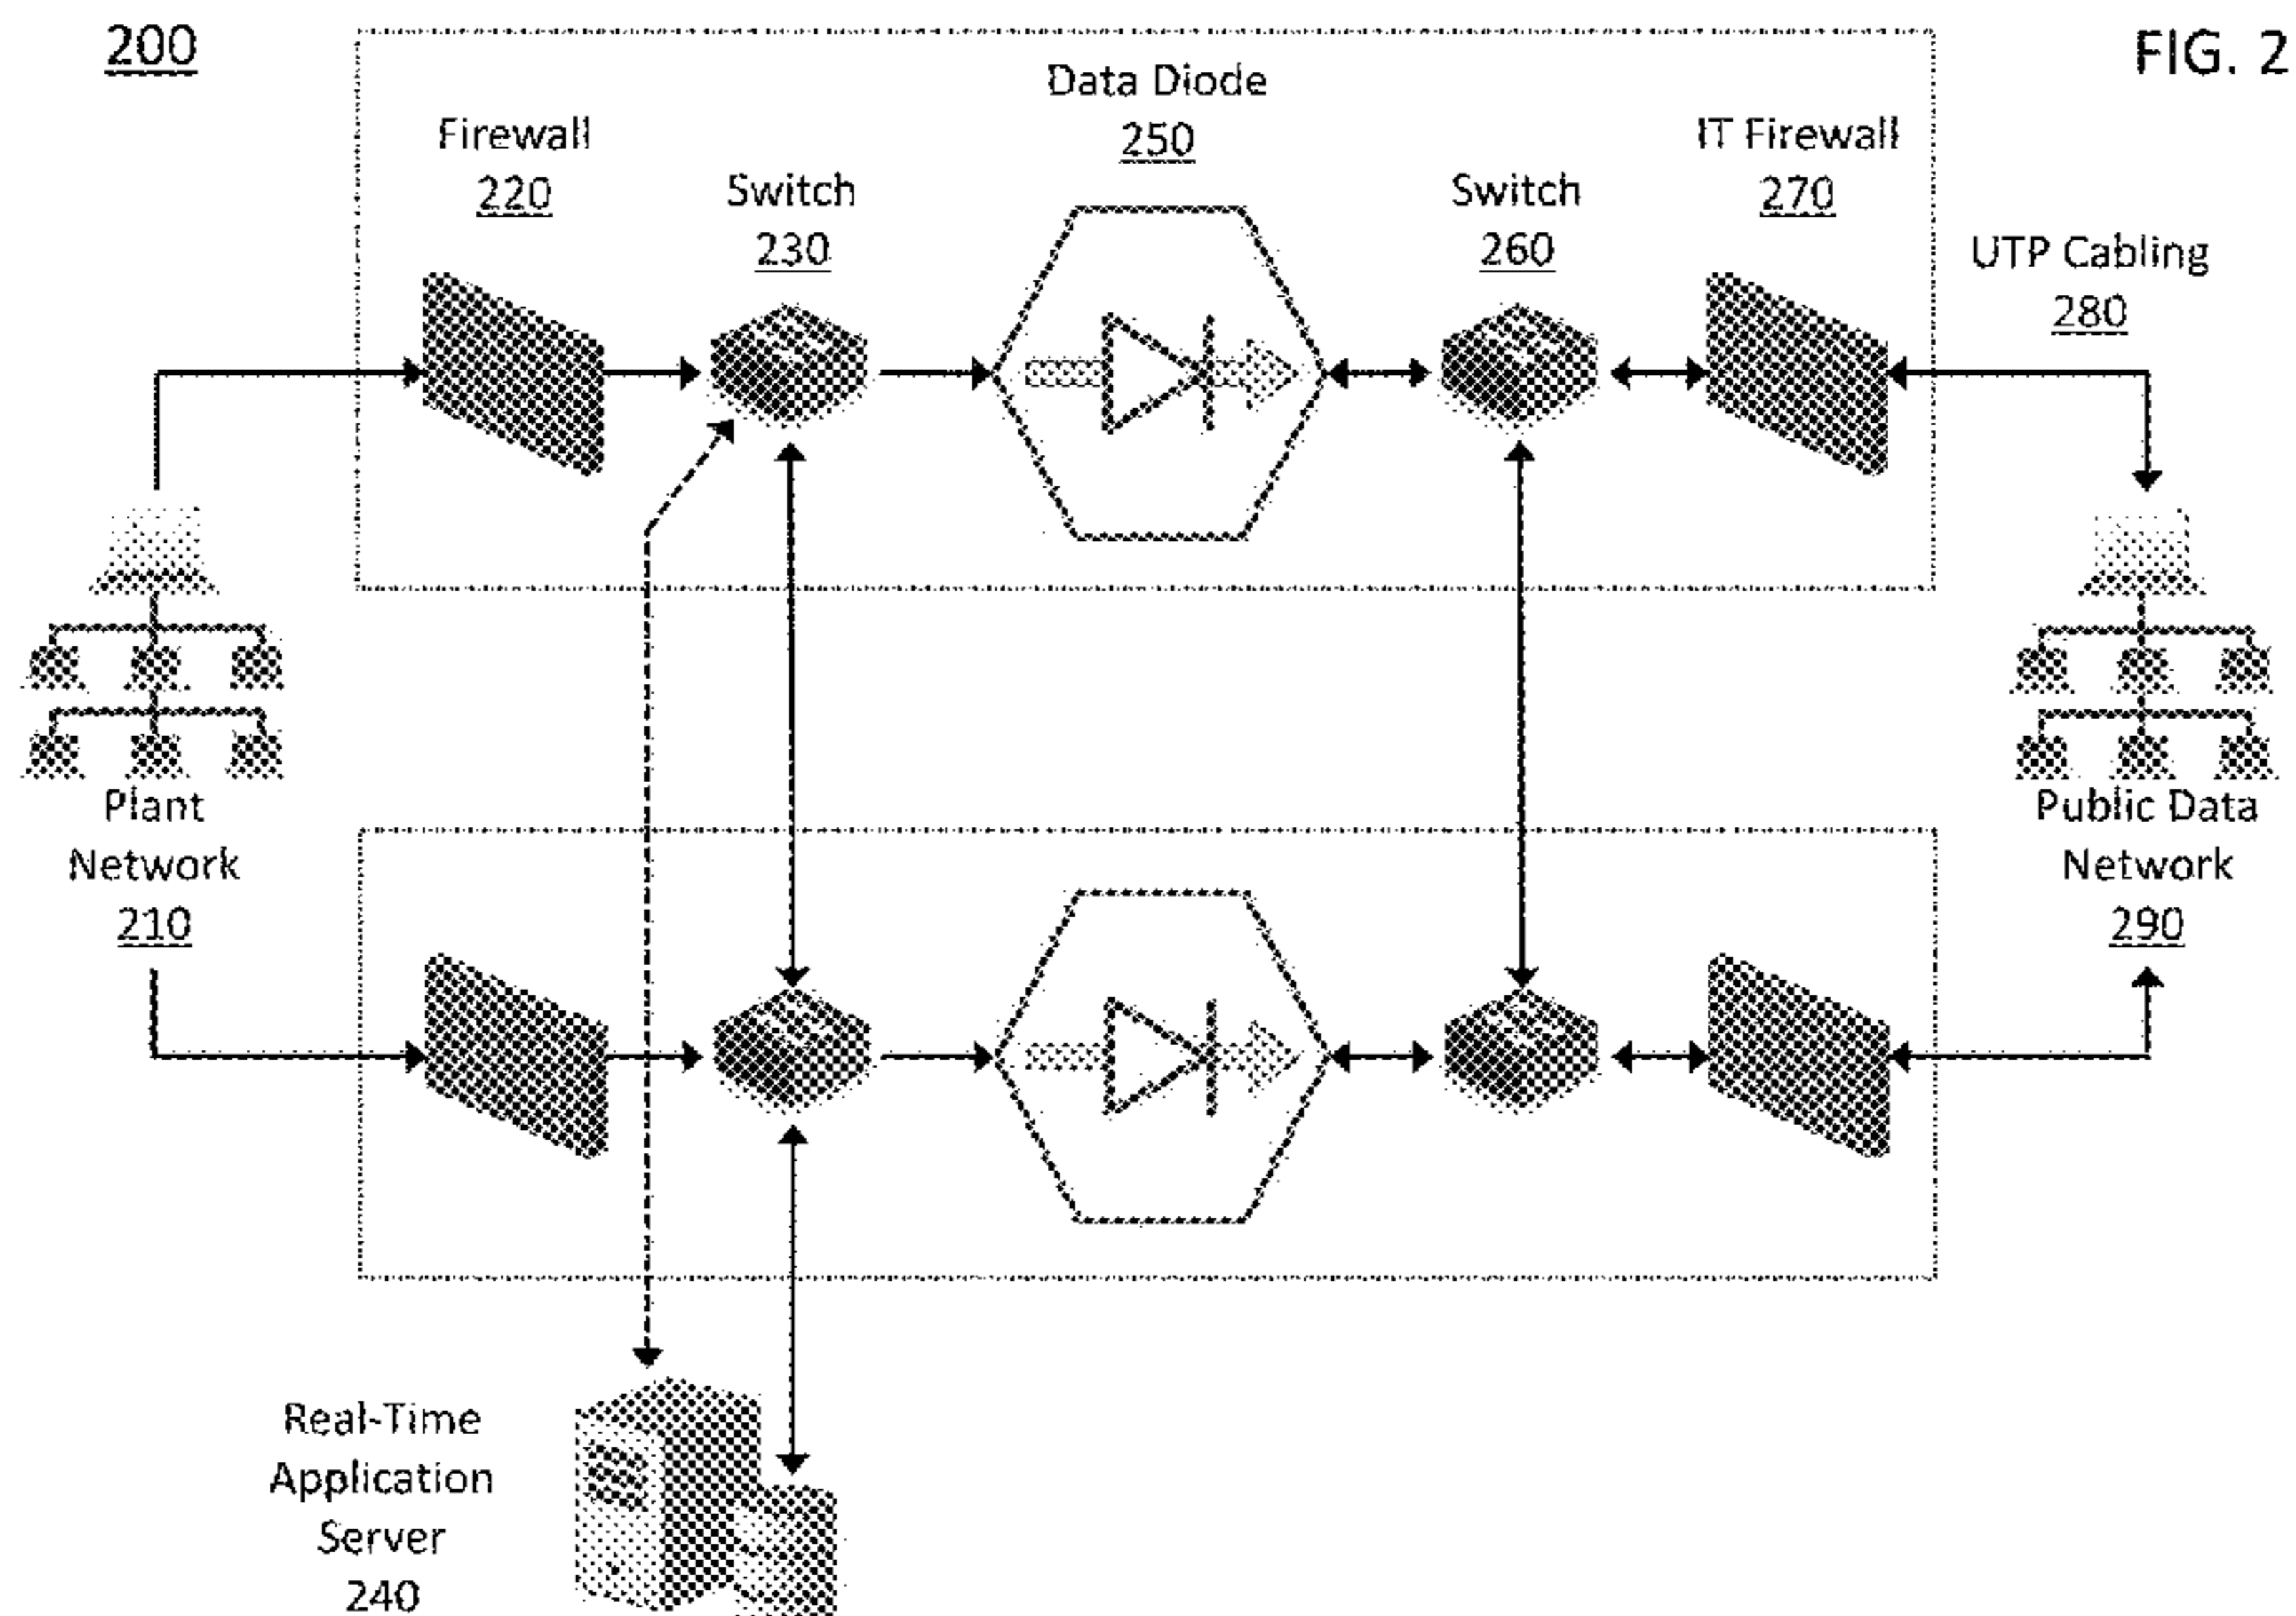 200
FIG. 2
Data Diode
250
Firewall
220
IT Firewall
270
Switch
230
Switch
260
UTP Cabling
280
Plant
Network
210
Public Data
Network
290
Real-Time
Application
Server
240